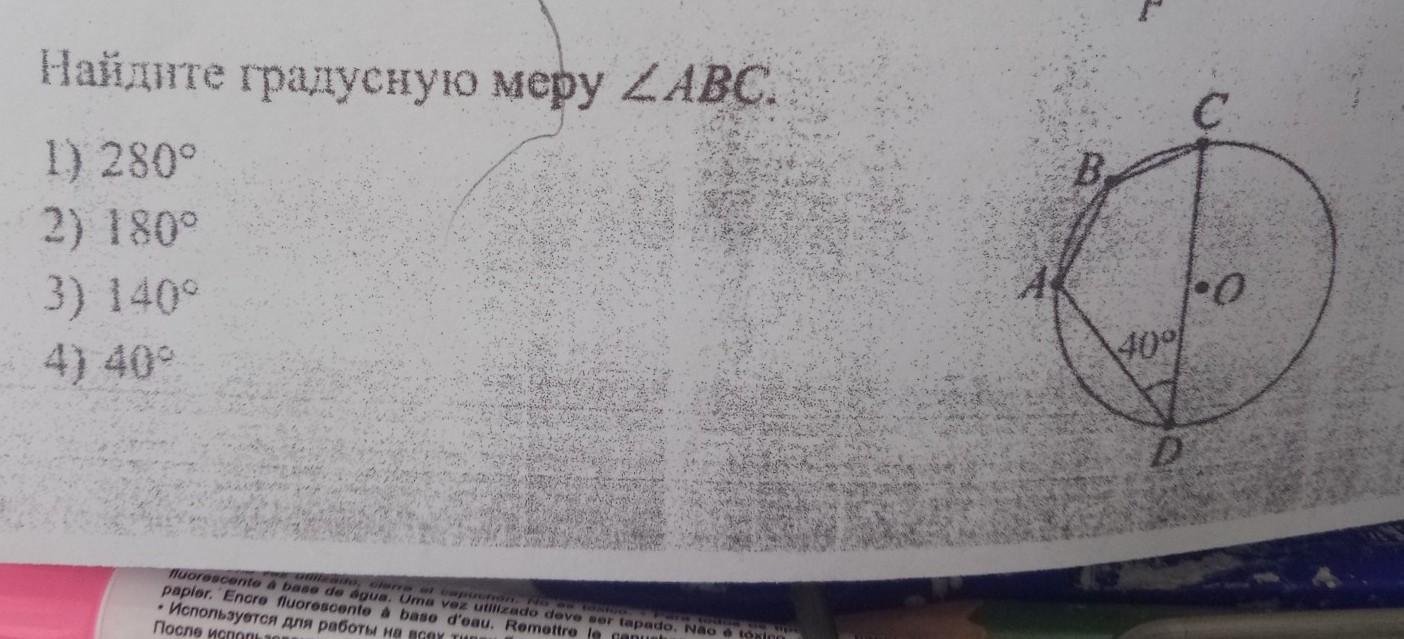 Найдите градусную меру ∠ABC.
1) 280°
2) 180°
3) 140°
4) 40°
C
B
A
O
40°
D
fluorescente à base de água. Uma vez utilizado deve ser tapado. Não é tóxico
papier. Encre fluorescente à base d'eau. Remettre le
• Используется для работы на всех
После